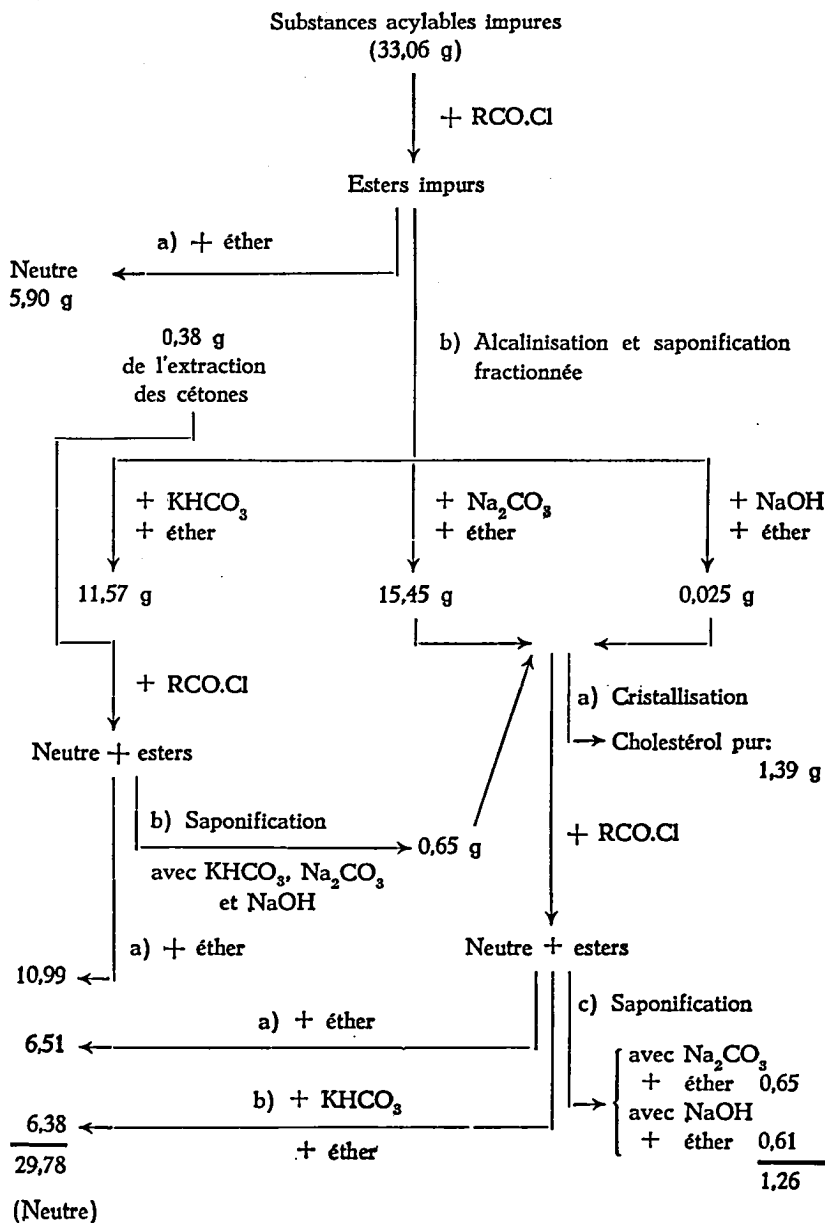 Substances acylables impures
(33,06 g)
+ RCO.Cl
Esters impurs
a) + éther
Neutre
5,90 g
0,38 g
de l'extraction
des cétones
b) Alcalinisation et saponification
fractionnée
+ KHCO₃
+ éther
+ Na₂CO₃
+ éther
+ NaOH
+ éther
11,57 g
15,45 g
0,025 g
+ RCO.Cl
a) Cristallisation
Cholestérol pur:
1,39 g
Neutre + esters
b) Saponification
0,65 g
avec KHCO₃, Na₂CO₃
et NaOH
+ RCO.Cl
a) + éther
10,99
Neutre + esters
c) Saponification
a) + éther
6,51
avec Na₂CO₃
+ éther 0,65
avec NaOH
+ éther 0,61
1,26
b) + KHCO₃
+ éther
6,38
29,78
(Neutre)